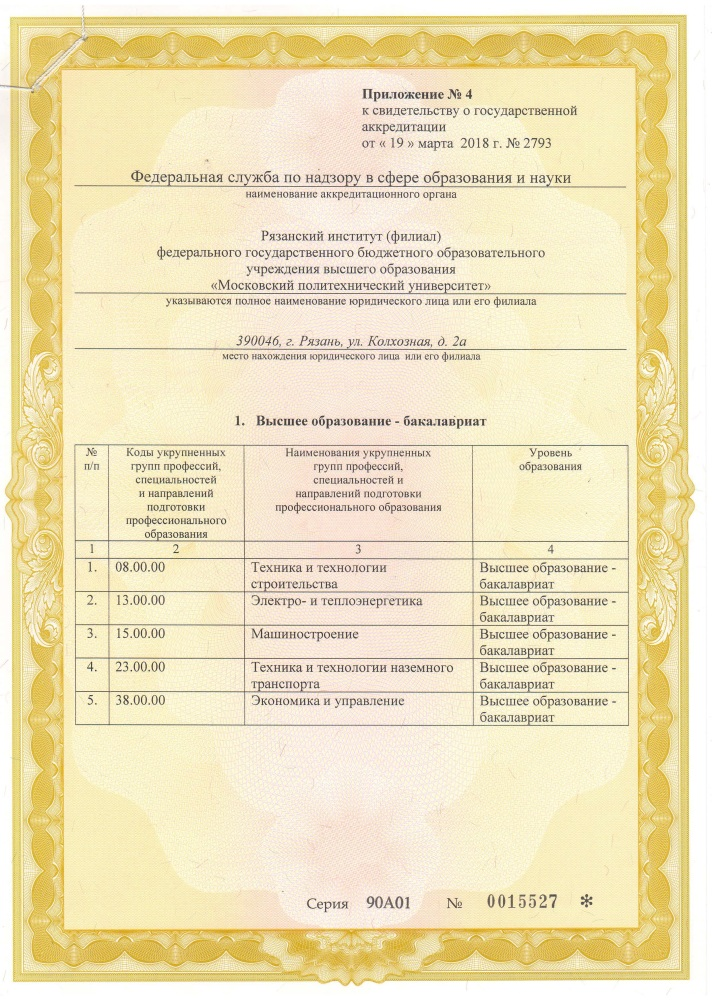 Приложение № 4
к свидетельству о государственной
аккредитации
от « 19 » марта 2018 г. № 2793
Федеральная служба по надзору в сфере образования и науки
наименование аккредитационного органа
Рязанский институт (филиал)
федерального государственного бюджетного образовательного
учреждения высшего образования
«Московский политехнический университет»
указываются полное наименование юридического лица или его филиала
390046, г. Рязань, ул. Колхозная, д. 2а
место нахождения юридического лица или его филиала
1. Высшее образование - бакалавриат
№
п/п
Коды укрупненных
групп профессий,
специальностей
и направлений
подготовки
профессионального
образования
Наименования укрупненных
групп профессий,
специальностей и
направлений подготовки
профессионального образования
Уровень
образования
1 2 3 4
1. 08.00.00 Техника и технологии Высшее образование -
строительства бакалавриат
2. 13.00.00 Электро- и теплоэнергетика Высшее образование -
бакалавриат
3. 15.00.00 Машиностроение Высшее образование -
бакалавриат
4. 23.00.00 Техника и технологии наземного Высшее образование -
транспорта бакалавриат
5. 38.00.00 Экономика и управление Высшее образование -
бакалавриат
Серия 90А01 № 0015527 *